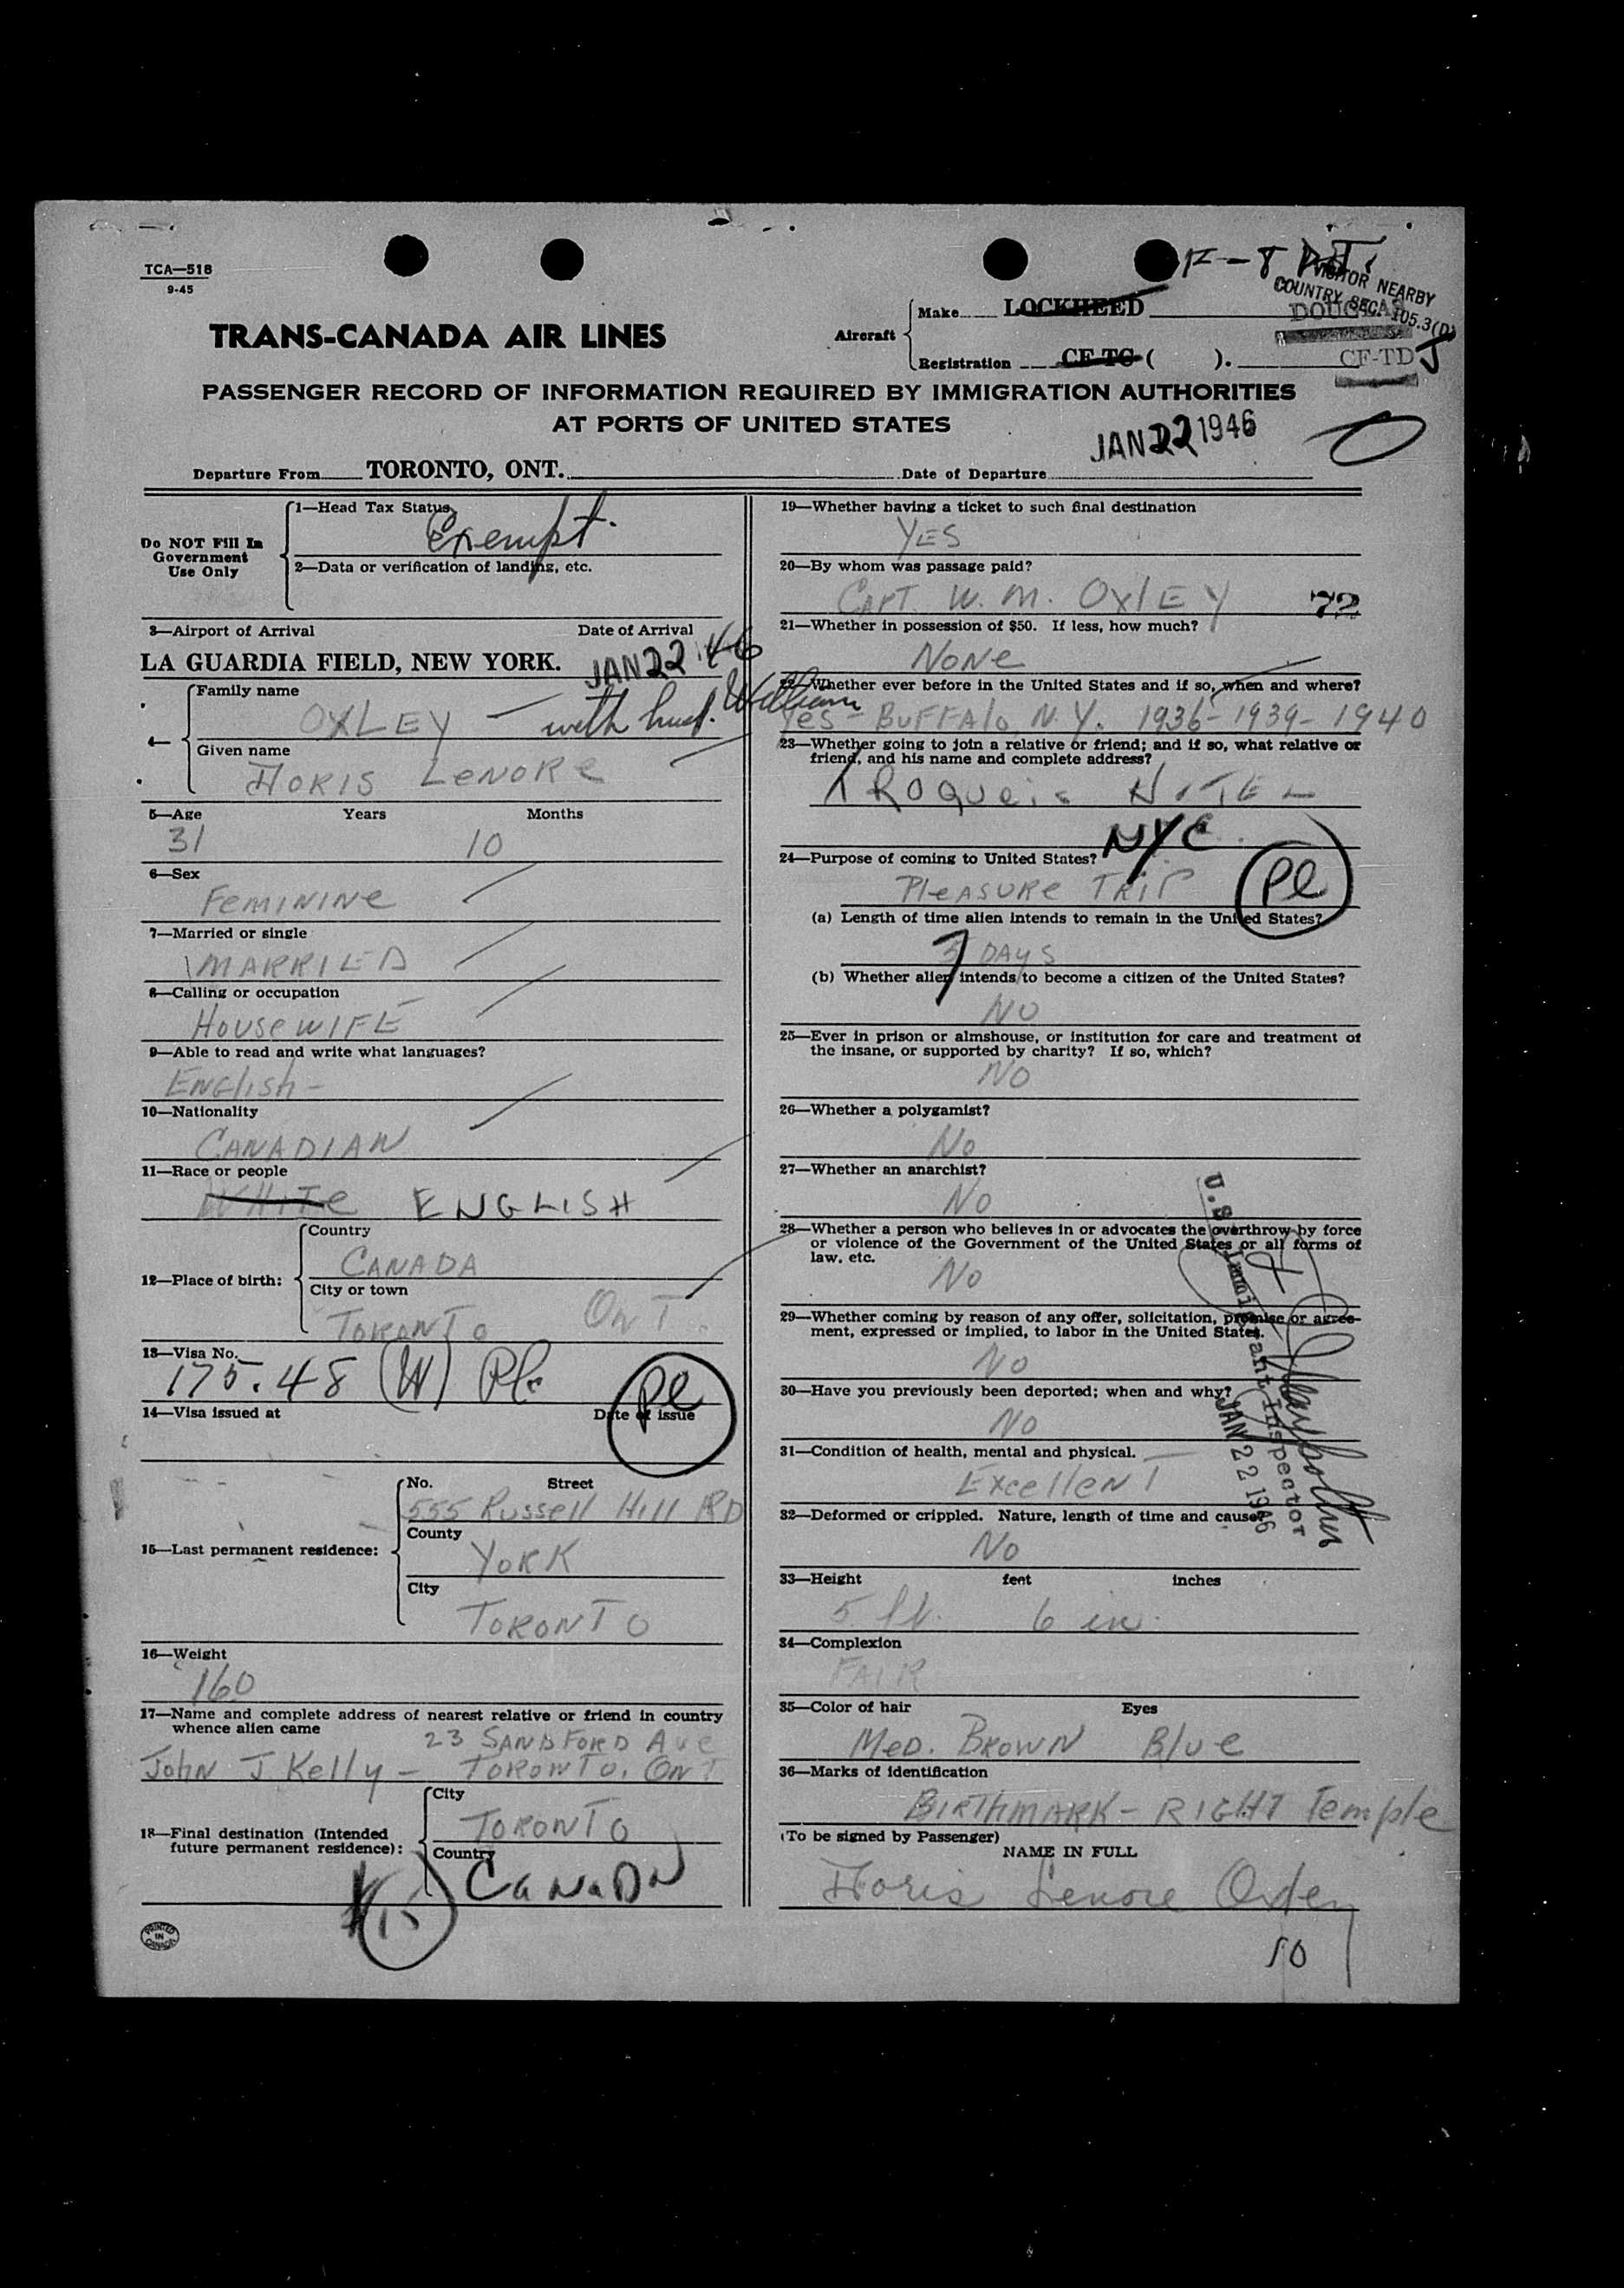 TCA—518
9-45
TRANS-CANADA AIR LINES
Aircraft
Make LOCKHEED
Registration CF-TC ( ).
VISITOR NEARBY
COUNTRY SEC. 105.3(D)
DOUGLAS
CF-TD J
PASSENGER RECORD OF INFORMATION REQUIRED BY IMMIGRATION AUTHORITIES
AT PORTS OF UNITED STATES
JAN 22 1946
Departure From TORONTO, ONT. Date of Departure
Do NOT Fill In
Government
Use Only
1—Head Tax Status
Exempt
2—Data or verification of landing, etc.
3—Airport of Arrival Date of Arrival
LA GUARDIA FIELD, NEW YORK. JAN 22 1946
4—
Family name
OXLEY — with husb. William
Given name
DORIS LENORE
5—Age Years Months
31 10
6—Sex
FEMININE
7—Married or single
MARRIED
8—Calling or occupation
HOUSEWIFE
9—Able to read and write what languages?
ENGlish -
10—Nationality
CANADIAN
11—Race or people
WHITE ENGLISH
12—Place of birth:
Country
CANADA
City or town
TORONTO ONT.
13—Visa No.
175.48 (W) Pl
14—Visa issued at Date of issue
Pl
15—Last permanent residence:
No. Street
555 Russell Hill RD
County
YORK
City
TORONTO
16—Weight
160
17—Name and complete address of nearest relative or friend in country
whence alien came
23 SANDFORD Ave
John J Kelly - TORONTO, ONT
18—Final destination (Intended
future permanent residence):
City
TORONTO
Country
CANADA
PRINTED
IN
CANADA
19—Whether having a ticket to such final destination
YES
20—By whom was passage paid?
CAPT. W. M. OXLEY 72
21—Whether in possession of $50. If less, how much?
NONE
22—Whether ever before in the United States and if so, when and where?
Yes - BUFFAlo, N.Y. 1936-1939-1940
23—Whether going to join a relative or friend; and if so, what relative or
friend, and his name and complete address?
IROQUois HOTEL
NYC
24—Purpose of coming to United States?
PleASURE TRIP Pl
(a) Length of time alien intends to remain in the United States?
7 DAYS
(b) Whether alien intends to become a citizen of the United States?
NO
25—Ever in prison or almshouse, or institution for care and treatment of
the insane, or supported by charity? If so, which?
NO
26—Whether a polygamist?
No
27—Whether an anarchist?
No
28—Whether a person who believes in or advocates the overthrow by force
or violence of the Government of the United States or all forms of
law, etc.
No
29—Whether coming by reason of any offer, solicitation, promise or agree-
ment, expressed or implied, to labor in the United States.
No
30—Have you previously been deported; when and why?
No
U.S. Immigrant Inspector
JAN 22 1946
31—Condition of health, mental and physical.
Excellent
32—Deformed or crippled. Nature, length of time and cause?
No
33—Height feet inches
5 ft. 6 in.
34—Complexion
FAIR
35—Color of hair Eyes
Med. BROWN Blue
36—Marks of identification
BIRTHMARK - RIGHT Temple
(To be signed by Passenger)
NAME IN FULL
Doris Lenore Oxley
50